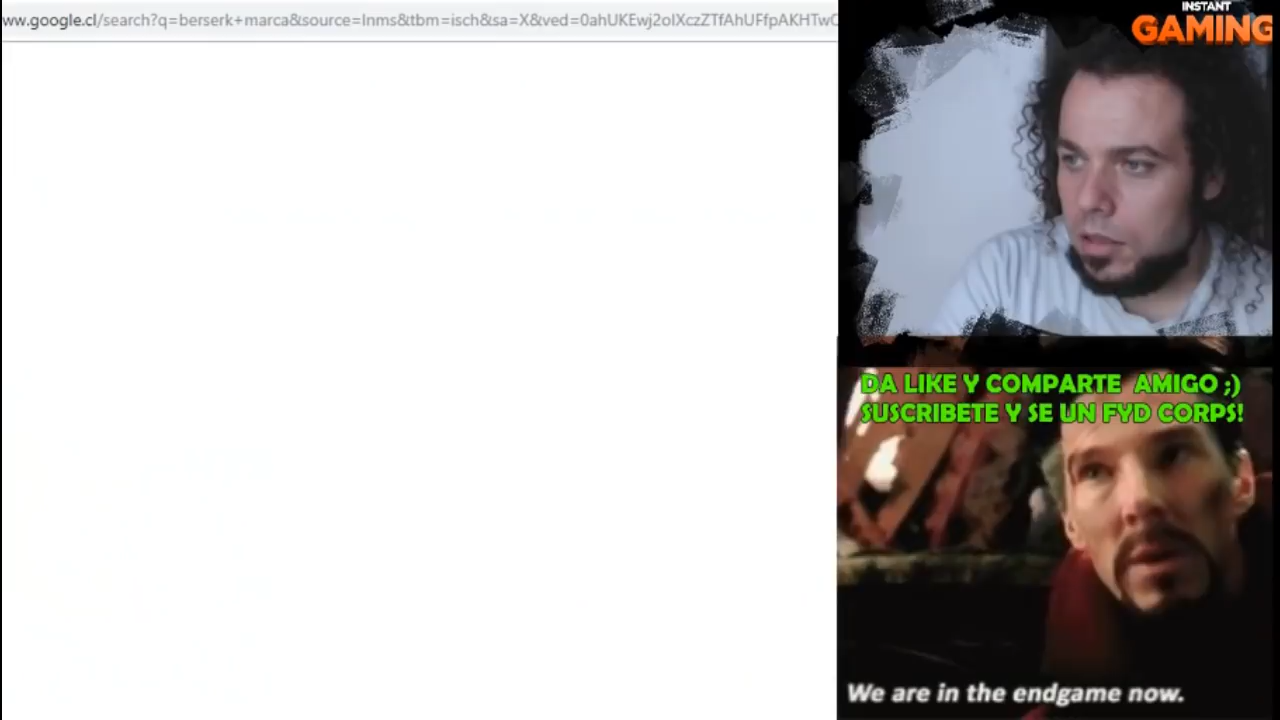 ww.google.cl/search?q=berserk+marca&source=lnms&tbm=isch&sa=X&ved=0ahUKEwj2olXczZTfAhUFfpAKHTwC
INSTANT
GAMING
DA LIKE Y COMPARTE AMIGO ;)
SUSCRIBETE Y SE UN FYD CORPS!
We are in the endgame now.